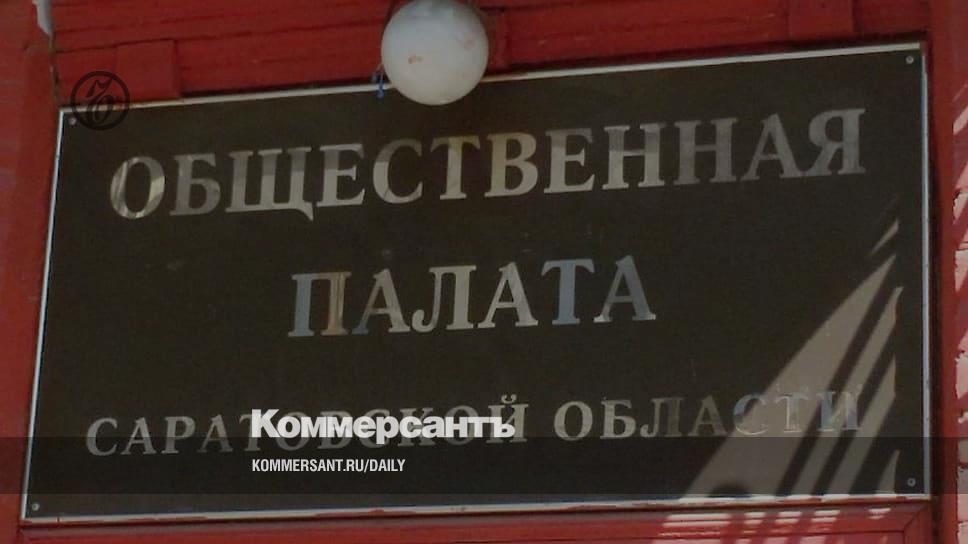 ОБЩЕСТВЕННАЯ
ПАЛАТА
САРАТОВСКОЙ ОБЛАСТИ
Коммерсантъ
KOMMERSANT.RU/DAILY